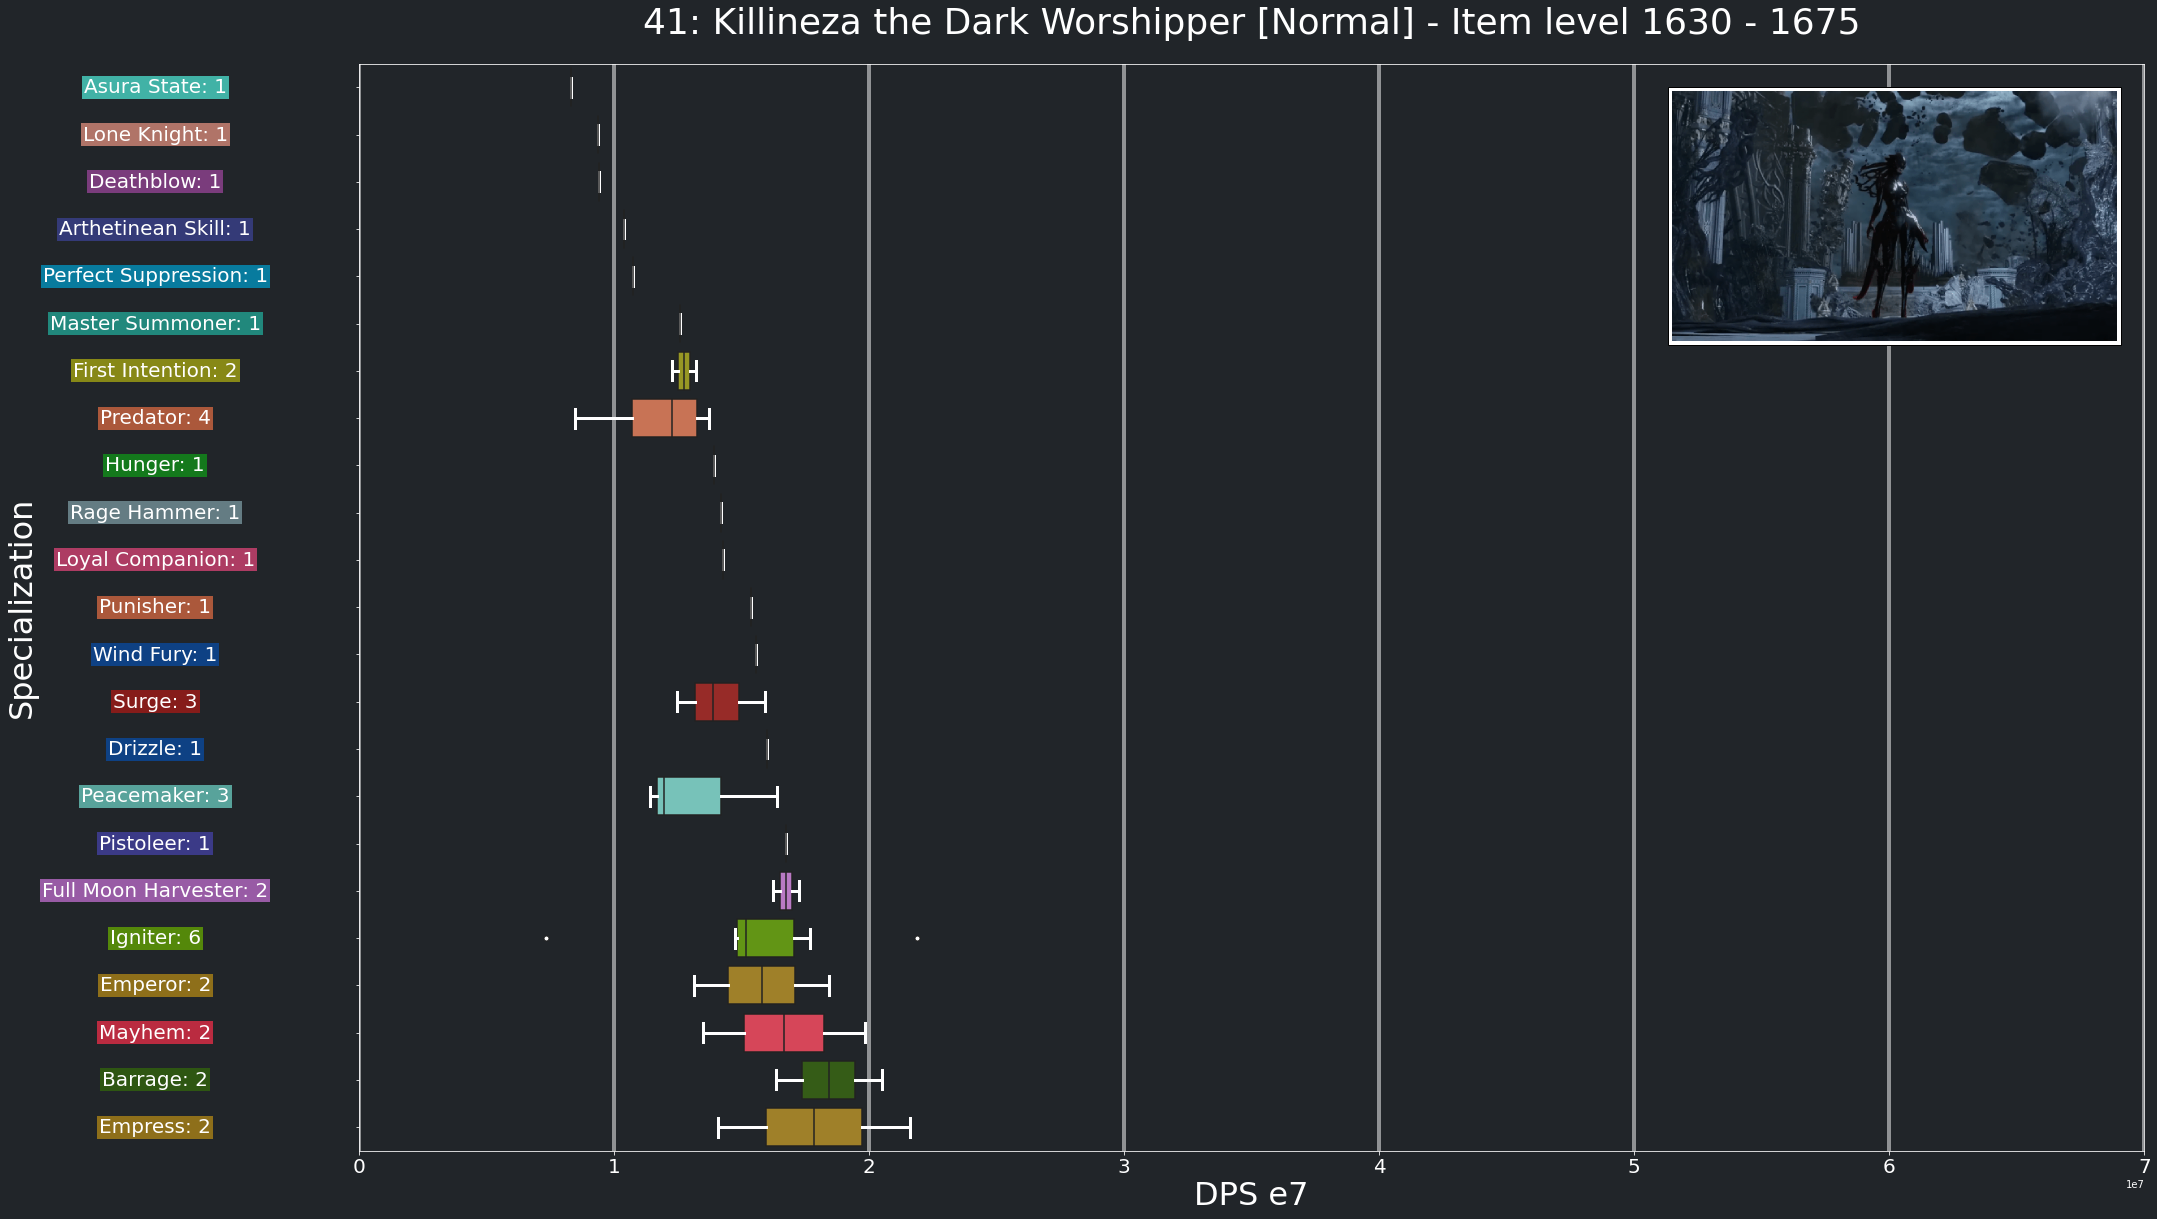 41: Killineza the Dark Worshipper [Normal] - Item level 1630 - 1675
Specialization
Asura State: 1
Lone Knight: 1
Deathblow: 1
Arthetinean Skill: 1
Perfect Suppression: 1
Master Summoner: 1
First Intention: 2
Predator: 4
Hunger: 1
Rage Hammer: 1
Loyal Companion: 1
Punisher: 1
Wind Fury: 1
Surge: 3
Drizzle: 1
Peacemaker: 3
Pistoleer: 1
Full Moon Harvester: 2
Igniter: 6
Emperor: 2
Mayhem: 2
Barrage: 2
Empress: 2
0 1 2 3 4 5 6 7
1e7
DPS e7